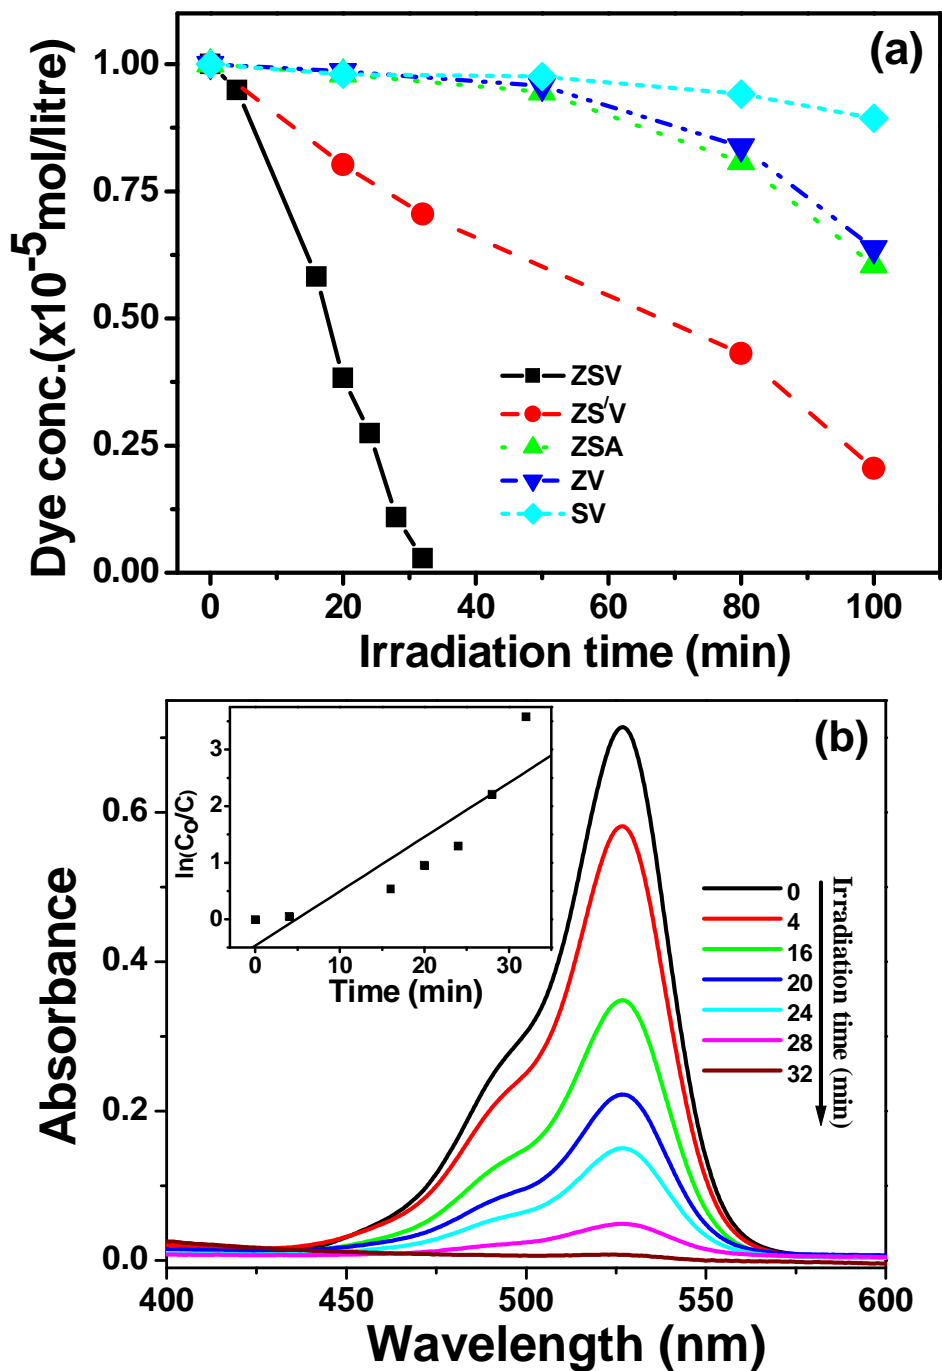 (a)
Dye conc.(x10⁻⁵mol/litre)
1.00
0.75
0.50
0.25
0.00
ZSV
ZS/V
ZSA
ZV
SV
0 20 40 60 80 100
Irradiation time (min)
(b)
Absorbance
0.6
0.4
0.2
0.0
ln(Co/C)
3
2
1
0
0 10 20 30
Time (min)
0
4
16
20
24
28
32
Irradiation time (min)
400 450 500 550 600
Wavelength (nm)